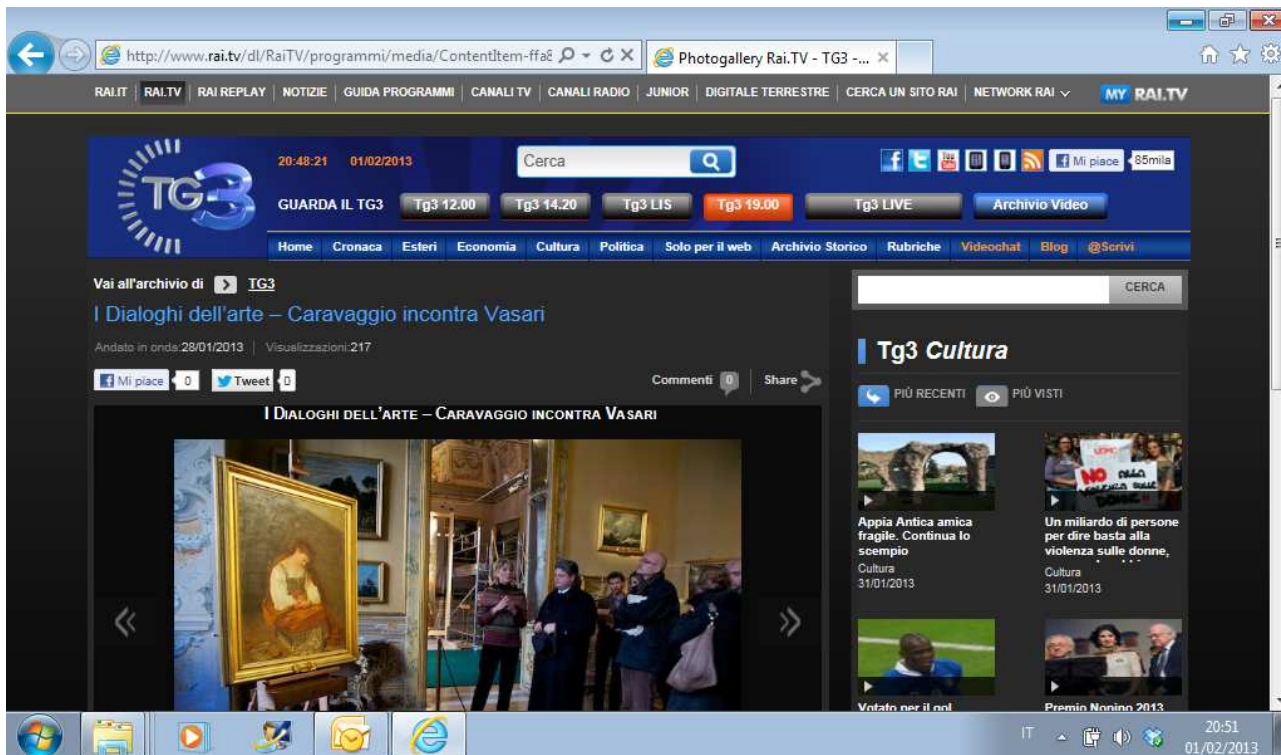 http://www.rai.tv/dl/RaiTV/programmi/media/ContentItem-ffa8
Photogallery Rai.TV - TG3 -...
RAI.IT | RAI.TV | RAI REPLAY | NOTIZIE | GUIDA PROGRAMMI | CANALI TV | CANALI RADIO | JUNIOR | DIGITALE TERRESTRE | CERCA UN SITO RAI | NETWORK RAI
MY RAI.TV
TG3
20:48:21 01/02/2013
Cerca
Mi piace 85mila
GUARDA IL TG3 Tg3 12.00 Tg3 14.20 Tg3 LIS Tg3 19.00 Tg3 LIVE Archivio Video
Home Cronaca Esteri Economia Cultura Politica Solo per il web Archivio Storico Rubriche Videochat Blog @Scrivi
Vai all'archivio di TG3
CERCA
I Dialoghi dell'arte – Caravaggio incontra Vasari
Andato in onda:28/01/2013 | Visualizzazioni:217
Mi piace 0 Tweet 0
Commenti 0 Share
I DIALOGHI DELL'ARTE – CARAVAGGIO INCONTRA VASARI
Tg3 Cultura
PIÙ RECENTI PIÙ VISTI
Appia Antica amica
fragile. Continua lo
scempio
Cultura
31/01/2013
NO ALLA
VIOLENZA SULLE
DONNE !!
Un miliardo di persone
per dire basta alla
violenza sulle donne,
Cultura
31/01/2013
Votato per il gol
Premio Nonino 2013
IT
20:51
01/02/2013